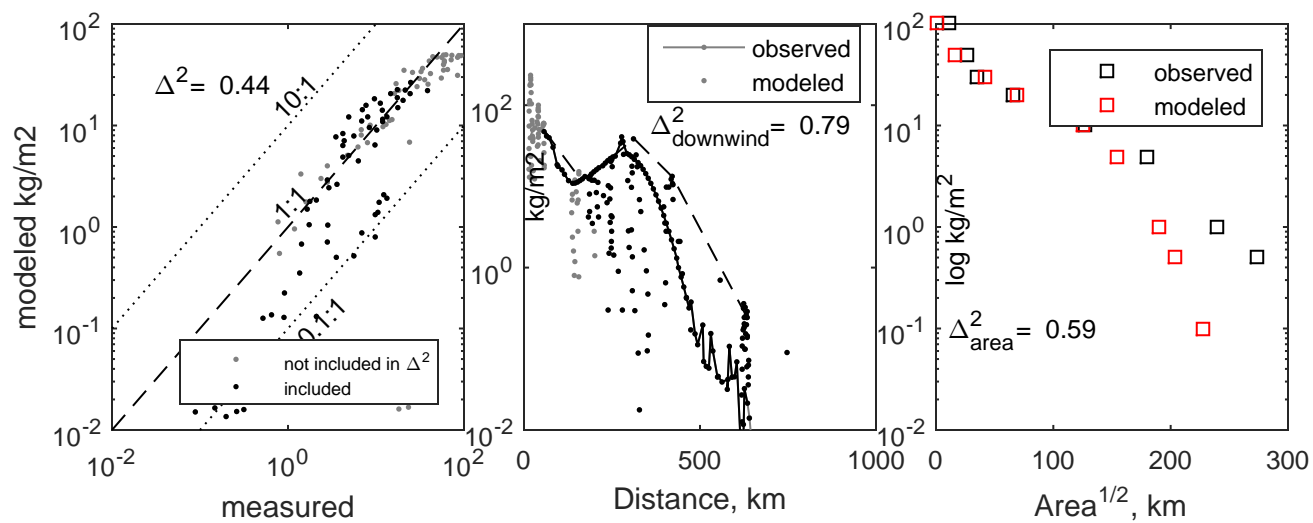 10^2
10^1
10^0
10^-1
10^-2
modeled kg/m2
Δ^2= 0.44
10:1
1:1
0.1:1
not included in Δ^2
included
10^-2
10^0
10^2
measured
10^2
10^0
10^-2
kg/m2
observed
modeled
Δ^2_downwind= 0.79
0
500
1000
Distance, km
10^2
10^1
10^0
10^-1
10^-2
log kg/m^2
observed
modeled
Δ^2_area= 0.59
0
100
200
300
Area^1/2, km